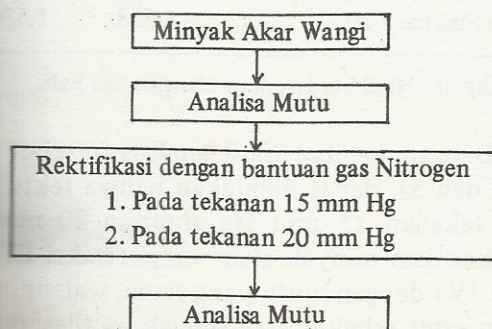 Minyak Akar Wangi
Analisa Mutu
Rektifikasi dengan bantuan gas Nitrogen
1. Pada tekanan 15 mm Hg
2. Pada tekanan 20 mm Hg
Analisa Mutu